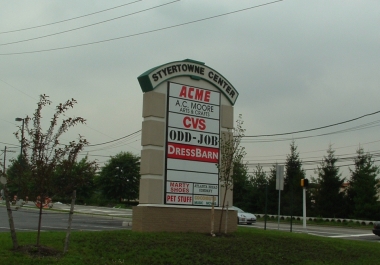 STYERTOWNE CENTER
ACME
A.C. MOORE
ARTS & CRAFTS
CVS
ODD-JOB
DRESSBARN
MARTY
SHOES
PET STUFF